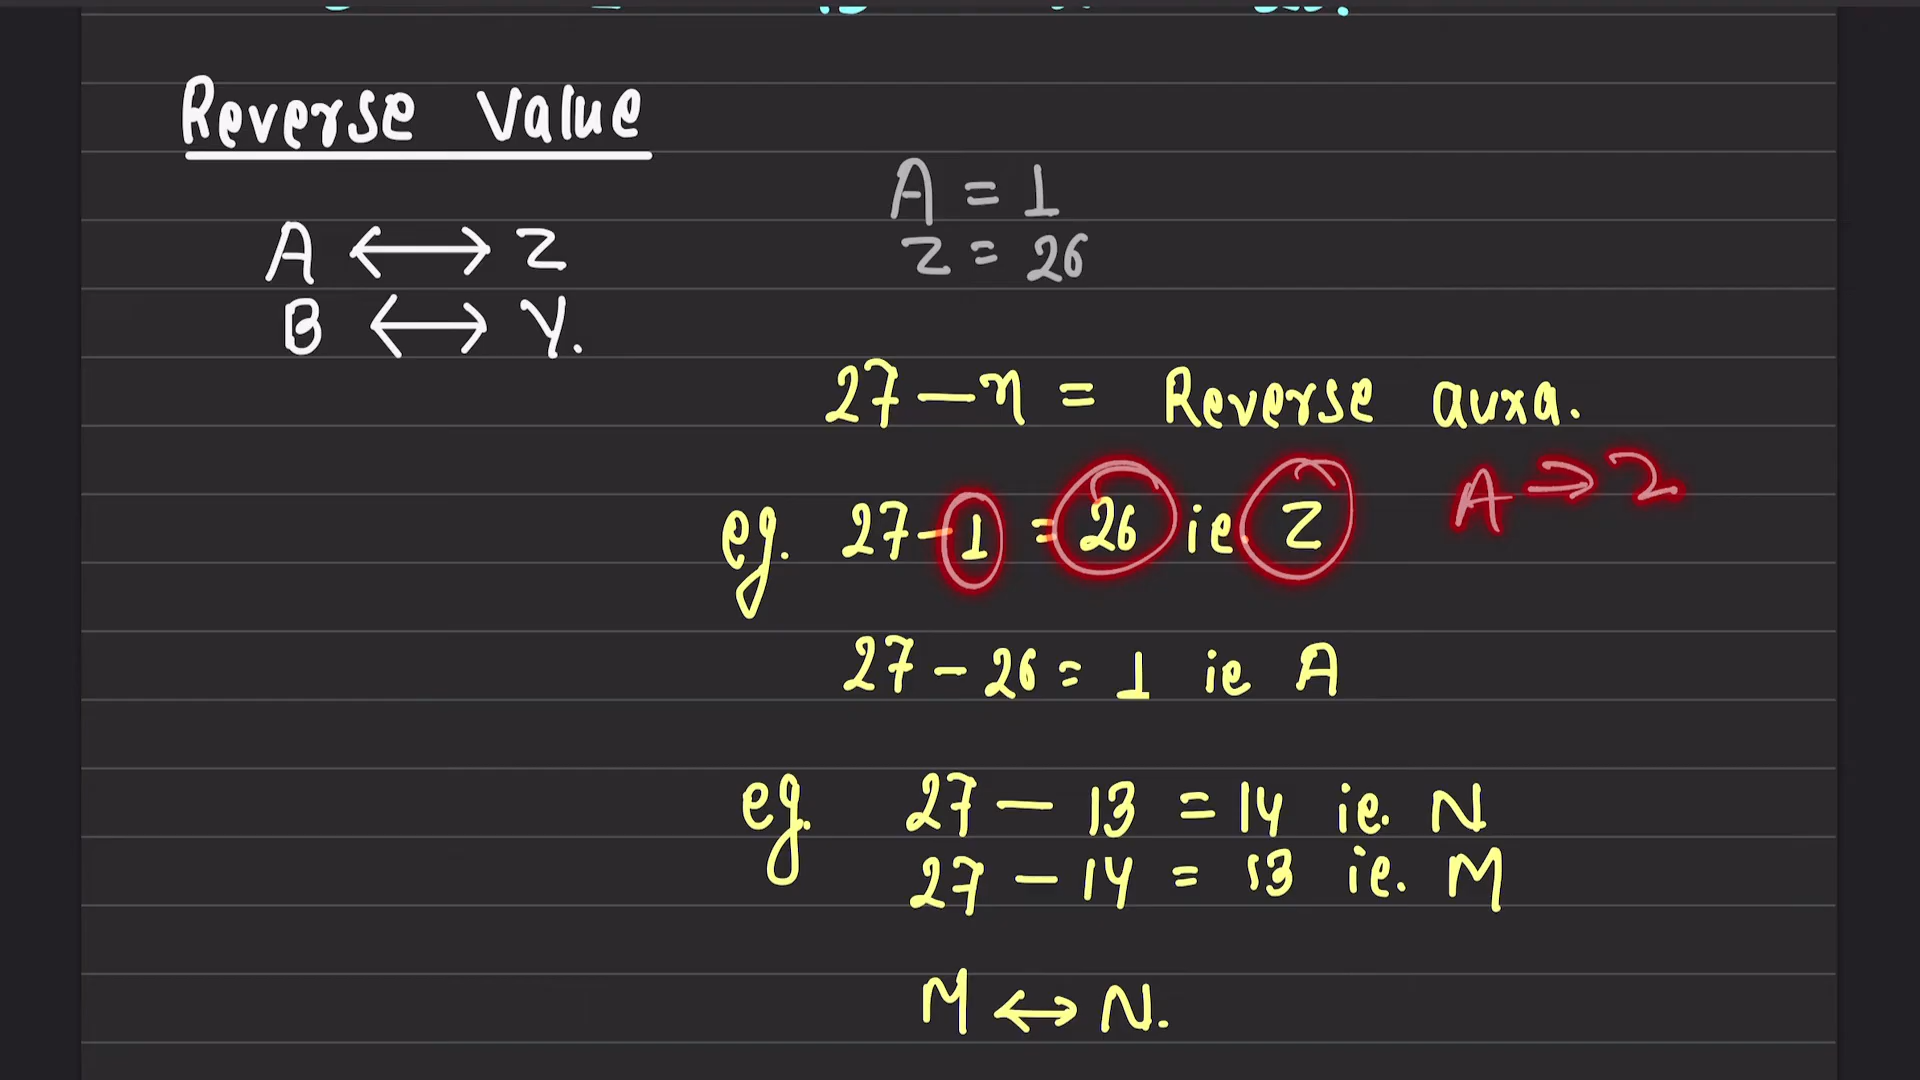 Reverse Value
A = 1
Z = 26
A ⟷ Z
B ⟷ Y.
27 – n = Reverse auxa.
eg. 27 - 1 = 26 ie. Z A → Z
27 – 26 = 1 ie A
eg. 27 – 13 = 14 ie. N
27 – 14 = 13 ie. M
M ↔ N.